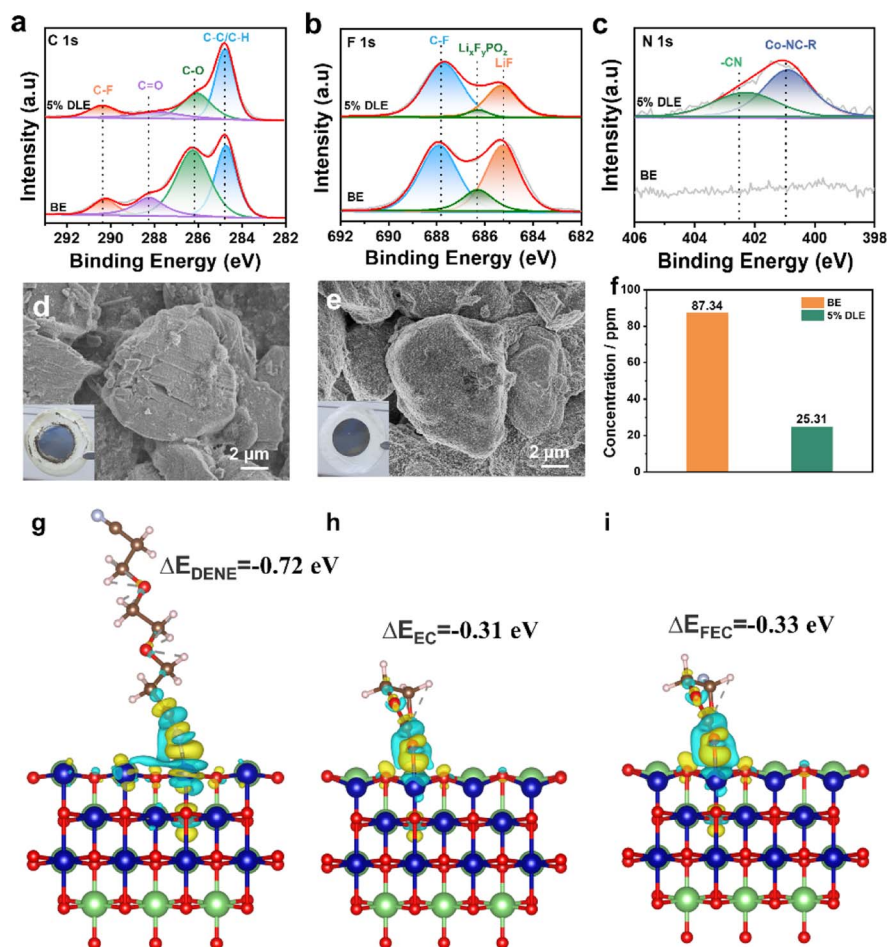 a
C 1s
C-C/C-H
C-O
C=O
C-F
5% DLE
BE
Intensity (a.u)
292 290 288 286 284 282
Binding Energy (eV)
b
F 1s
C-F
LixFyPOz
LiF
5% DLE
BE
Intensity (a.u)
692 690 688 686 684 682
Binding Energy (eV)
c
N 1s
Co-NC-R
-CN
5% DLE
BE
Intensity(a.u)
406 404 402 400 398
Binding Energy (eV)
d
2 μm
e
2 μm
f
BE
5% DLE
87.34
25.31
100
80
60
40
20
0
Concentration / ppm
g
ΔE_DENE=-0.72 eV
h
ΔE_EC=-0.31 eV
i
ΔE_FEC=-0.33 eV